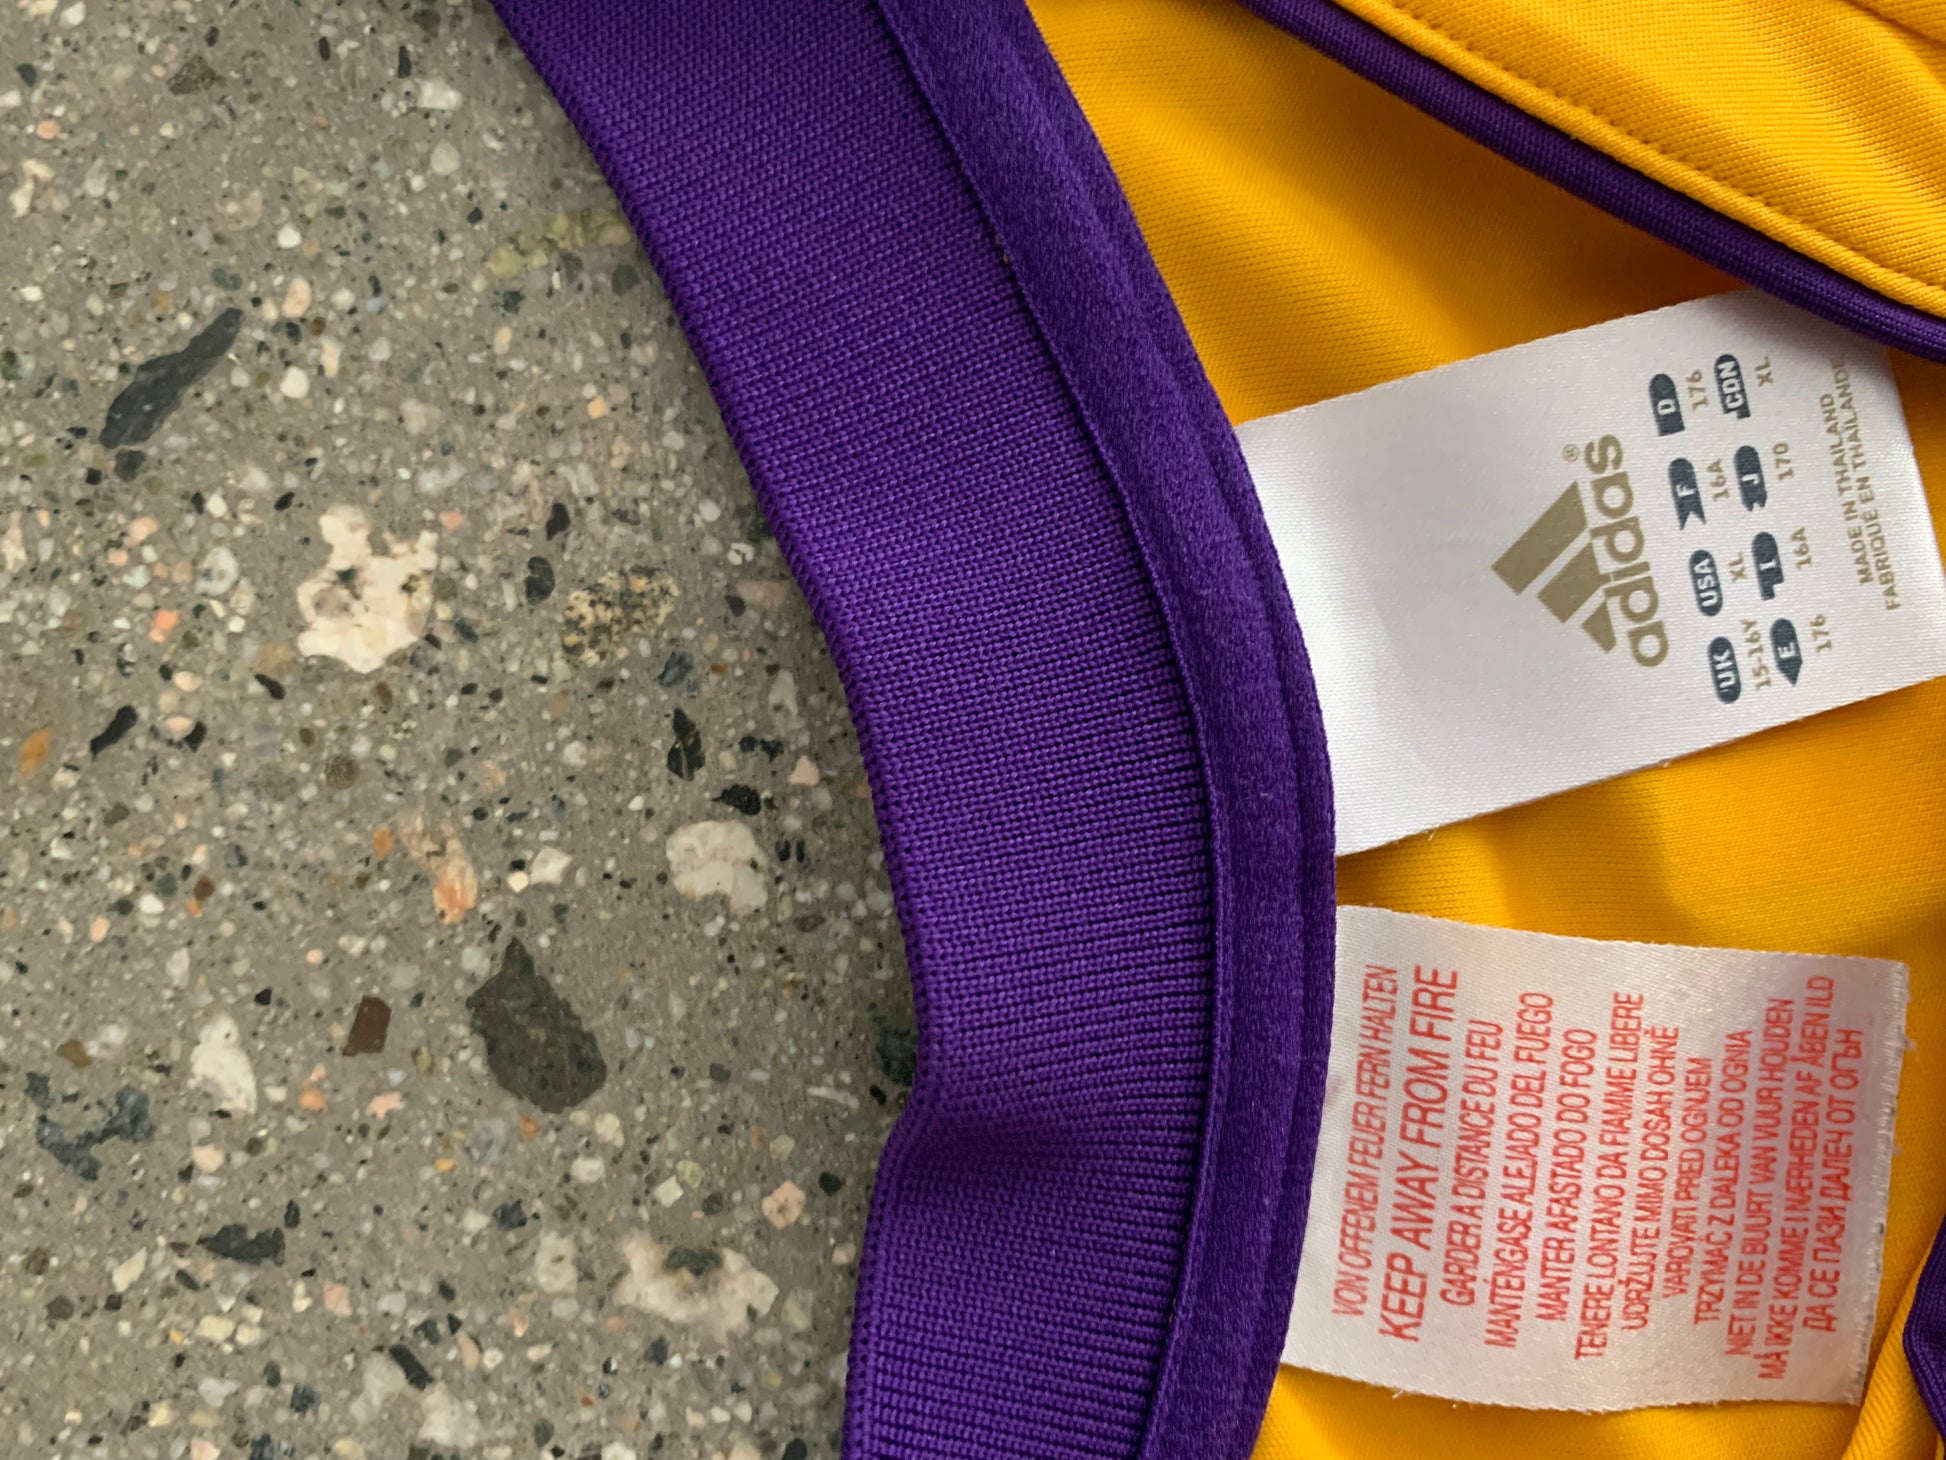 adidas®
UK USA F D
15-16Y XL 16A 176
E I J CDN
176 16A 170 XL
MADE IN THAILAND
FABRIQUÉ EN THAILANDE
VON OFFENEM FEUER FERN HALTEN
KEEP AWAY FROM FIRE
GARDER A DISTANCE DU FEU
MANTÉNGASE ALEJADO DEL FUEGO
MANTER AFASTADO DO FOGO
TENERE LONTANO DA FIAMME LIBERE
UDRŽUJTE MIMO DOSAH OHNĚ
VAROVATI PRED OGNJEM
TRZYMAĆ Z DALEKA OD OGNIA
NIET IN DE BUURT VAN VUUR HOUDEN
MÅ IKKE KOMME I NÆRHEDEN AF ÅBEN ILD
ДА СЕ ПАЗИ ДАЛЕЧ ОТ ОГЪН